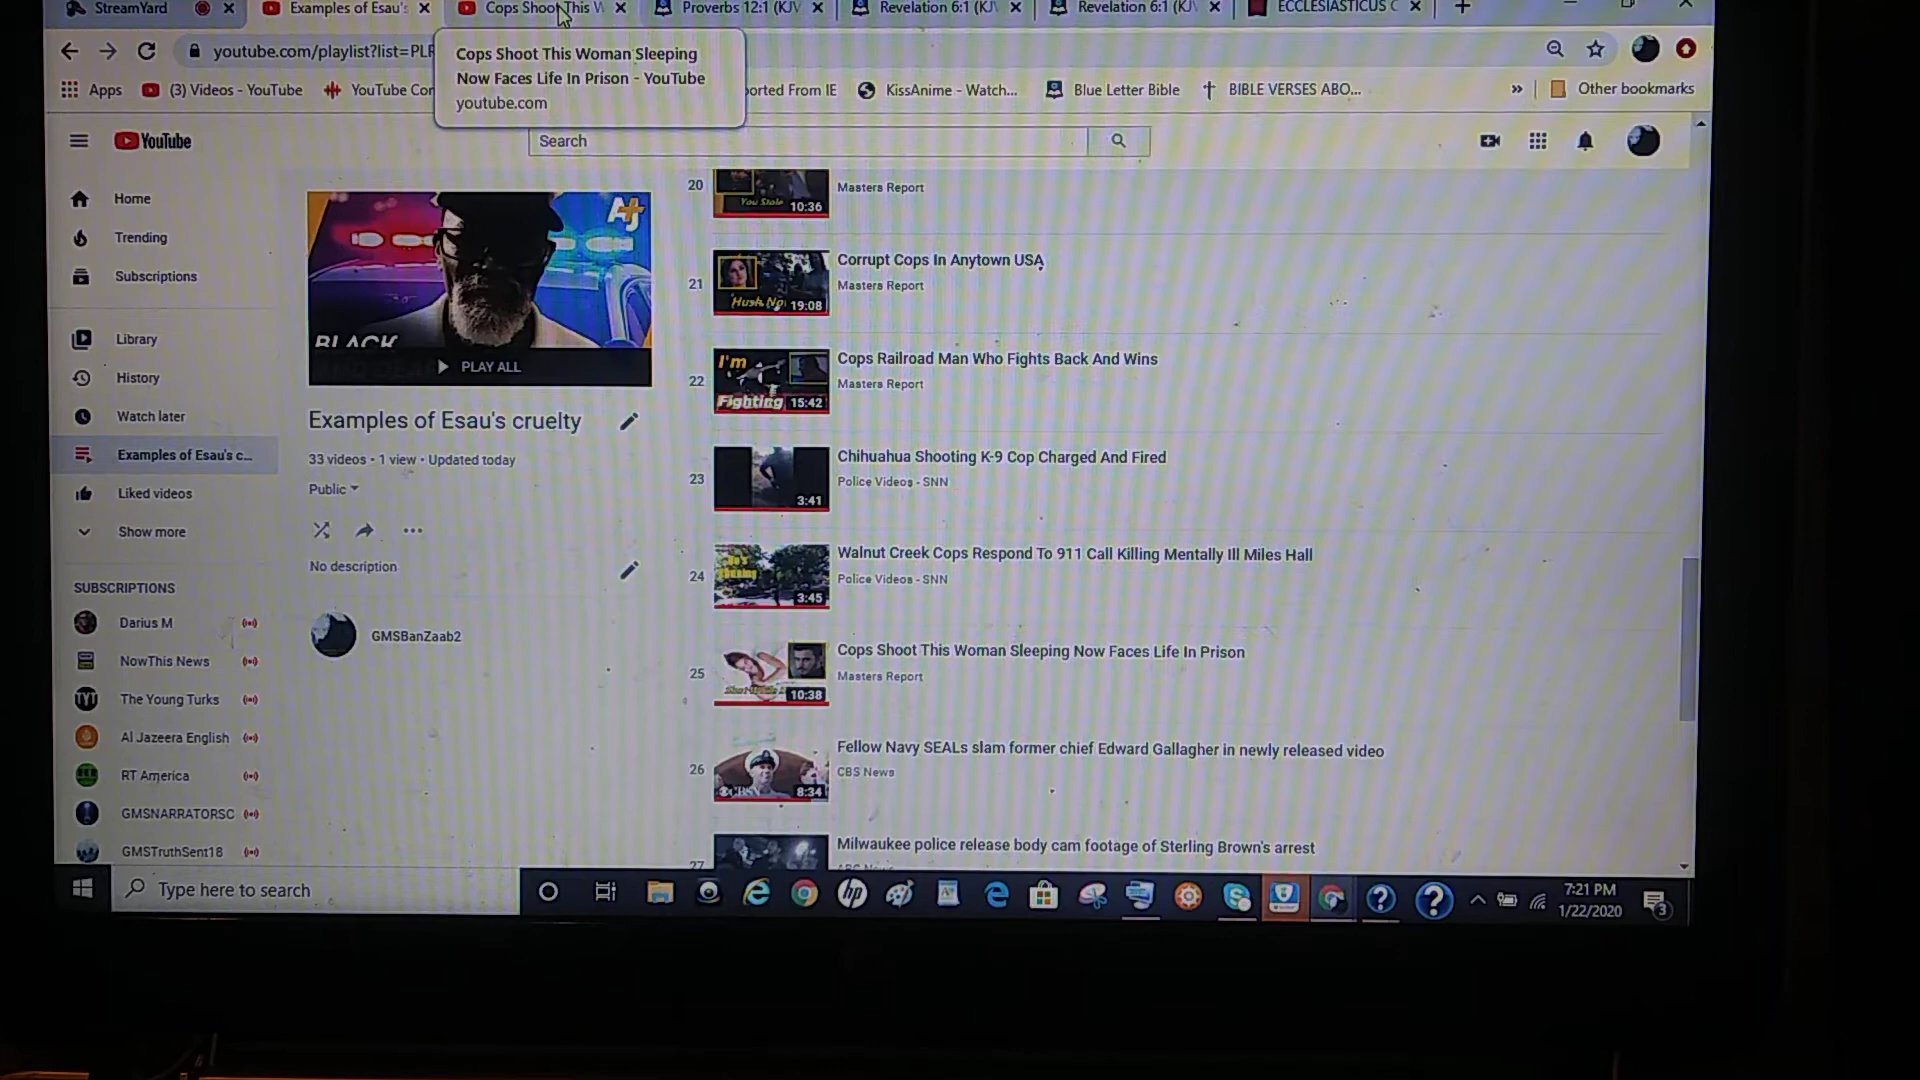 StreamYard
Examples of Esau's
Cops Shoot This W
Proverbs 12:1 (KJV
Revelation 6:1 (KJV
Revelation 6:1 (KJV
ECCLESIASTICUS C
youtube.com/playlist?list=PLF
Cops Shoot This Woman Sleeping
Now Faces Life In Prison - YouTube
youtube.com
Apps
(3) Videos - YouTube
YouTube Cor
orted From IE
KissAnime - Watch...
Blue Letter Bible
BIBLE VERSES ABO...
»
Other bookmarks
YouTube
Search
Home
Trending
Subscriptions
Library
History
Watch later
Examples of Esau's c...
Liked videos
Show more
SUBSCRIPTIONS
Darius M
NowThis News
The Young Turks
Al Jazeera English
RT America
GMSNARRATORSC
GMSTruthSent18
AJ+
BLACK
PLAY ALL
Examples of Esau's cruelty
33 videos • 1 view • Updated today
Public
No description
GMSBanZaab2
20
You Stole
10:36
Masters Report
21
Hush, No
19:08
Corrupt Cops In Anytown USA
Masters Report
22
I'm
Fighting
15:42
Cops Railroad Man Who Fights Back And Wins
Masters Report
23
3:41
Chihuahua Shooting K-9 Cop Charged And Fired
Police Videos - SNN
24
3:45
Walnut Creek Cops Respond To 911 Call Killing Mentally Ill Miles Hall
Police Videos - SNN
25
10:38
Cops Shoot This Woman Sleeping Now Faces Life In Prison
Masters Report
26
CBSN
8:34
Fellow Navy SEALs slam former chief Edward Gallagher in newly released video
CBS News
27
Milwaukee police release body cam footage of Sterling Brown's arrest
Type here to search
hp
7:21 PM
1/22/2020
3